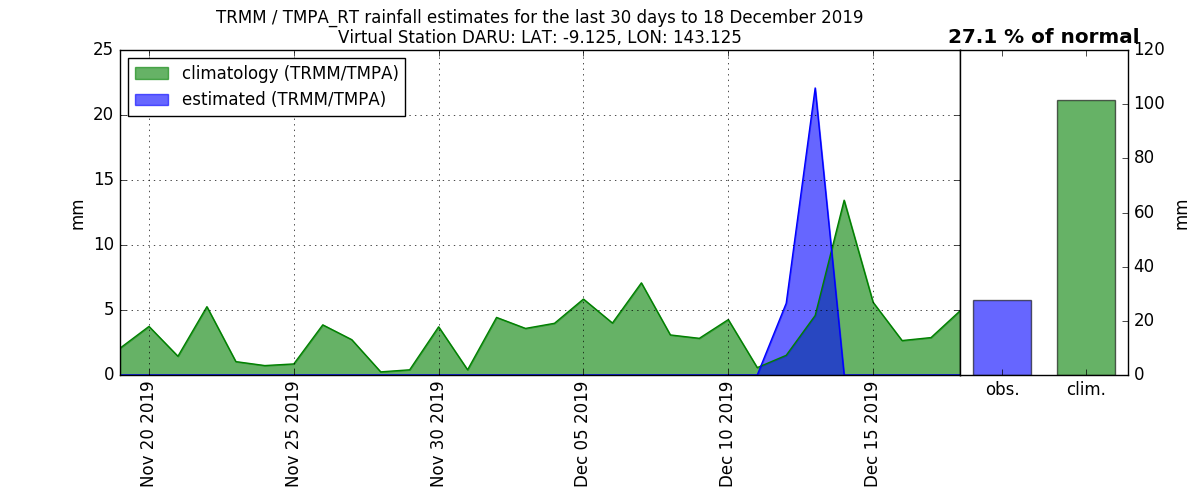 TRMM / TMPA_RT rainfall estimates for the last 30 days to 18 December 2019
Virtual Station DARU: LAT: -9.125, LON: 143.125
27.1 % of normal
climatology (TRMM/TMPA)
estimated (TRMM/TMPA)
25
20
15
10
5
0
mm
Nov 20 2019
Nov 25 2019
Nov 30 2019
Dec 05 2019
Dec 10 2019
Dec 15 2019
120
100
80
60
40
20
0
mm
obs.
clim.